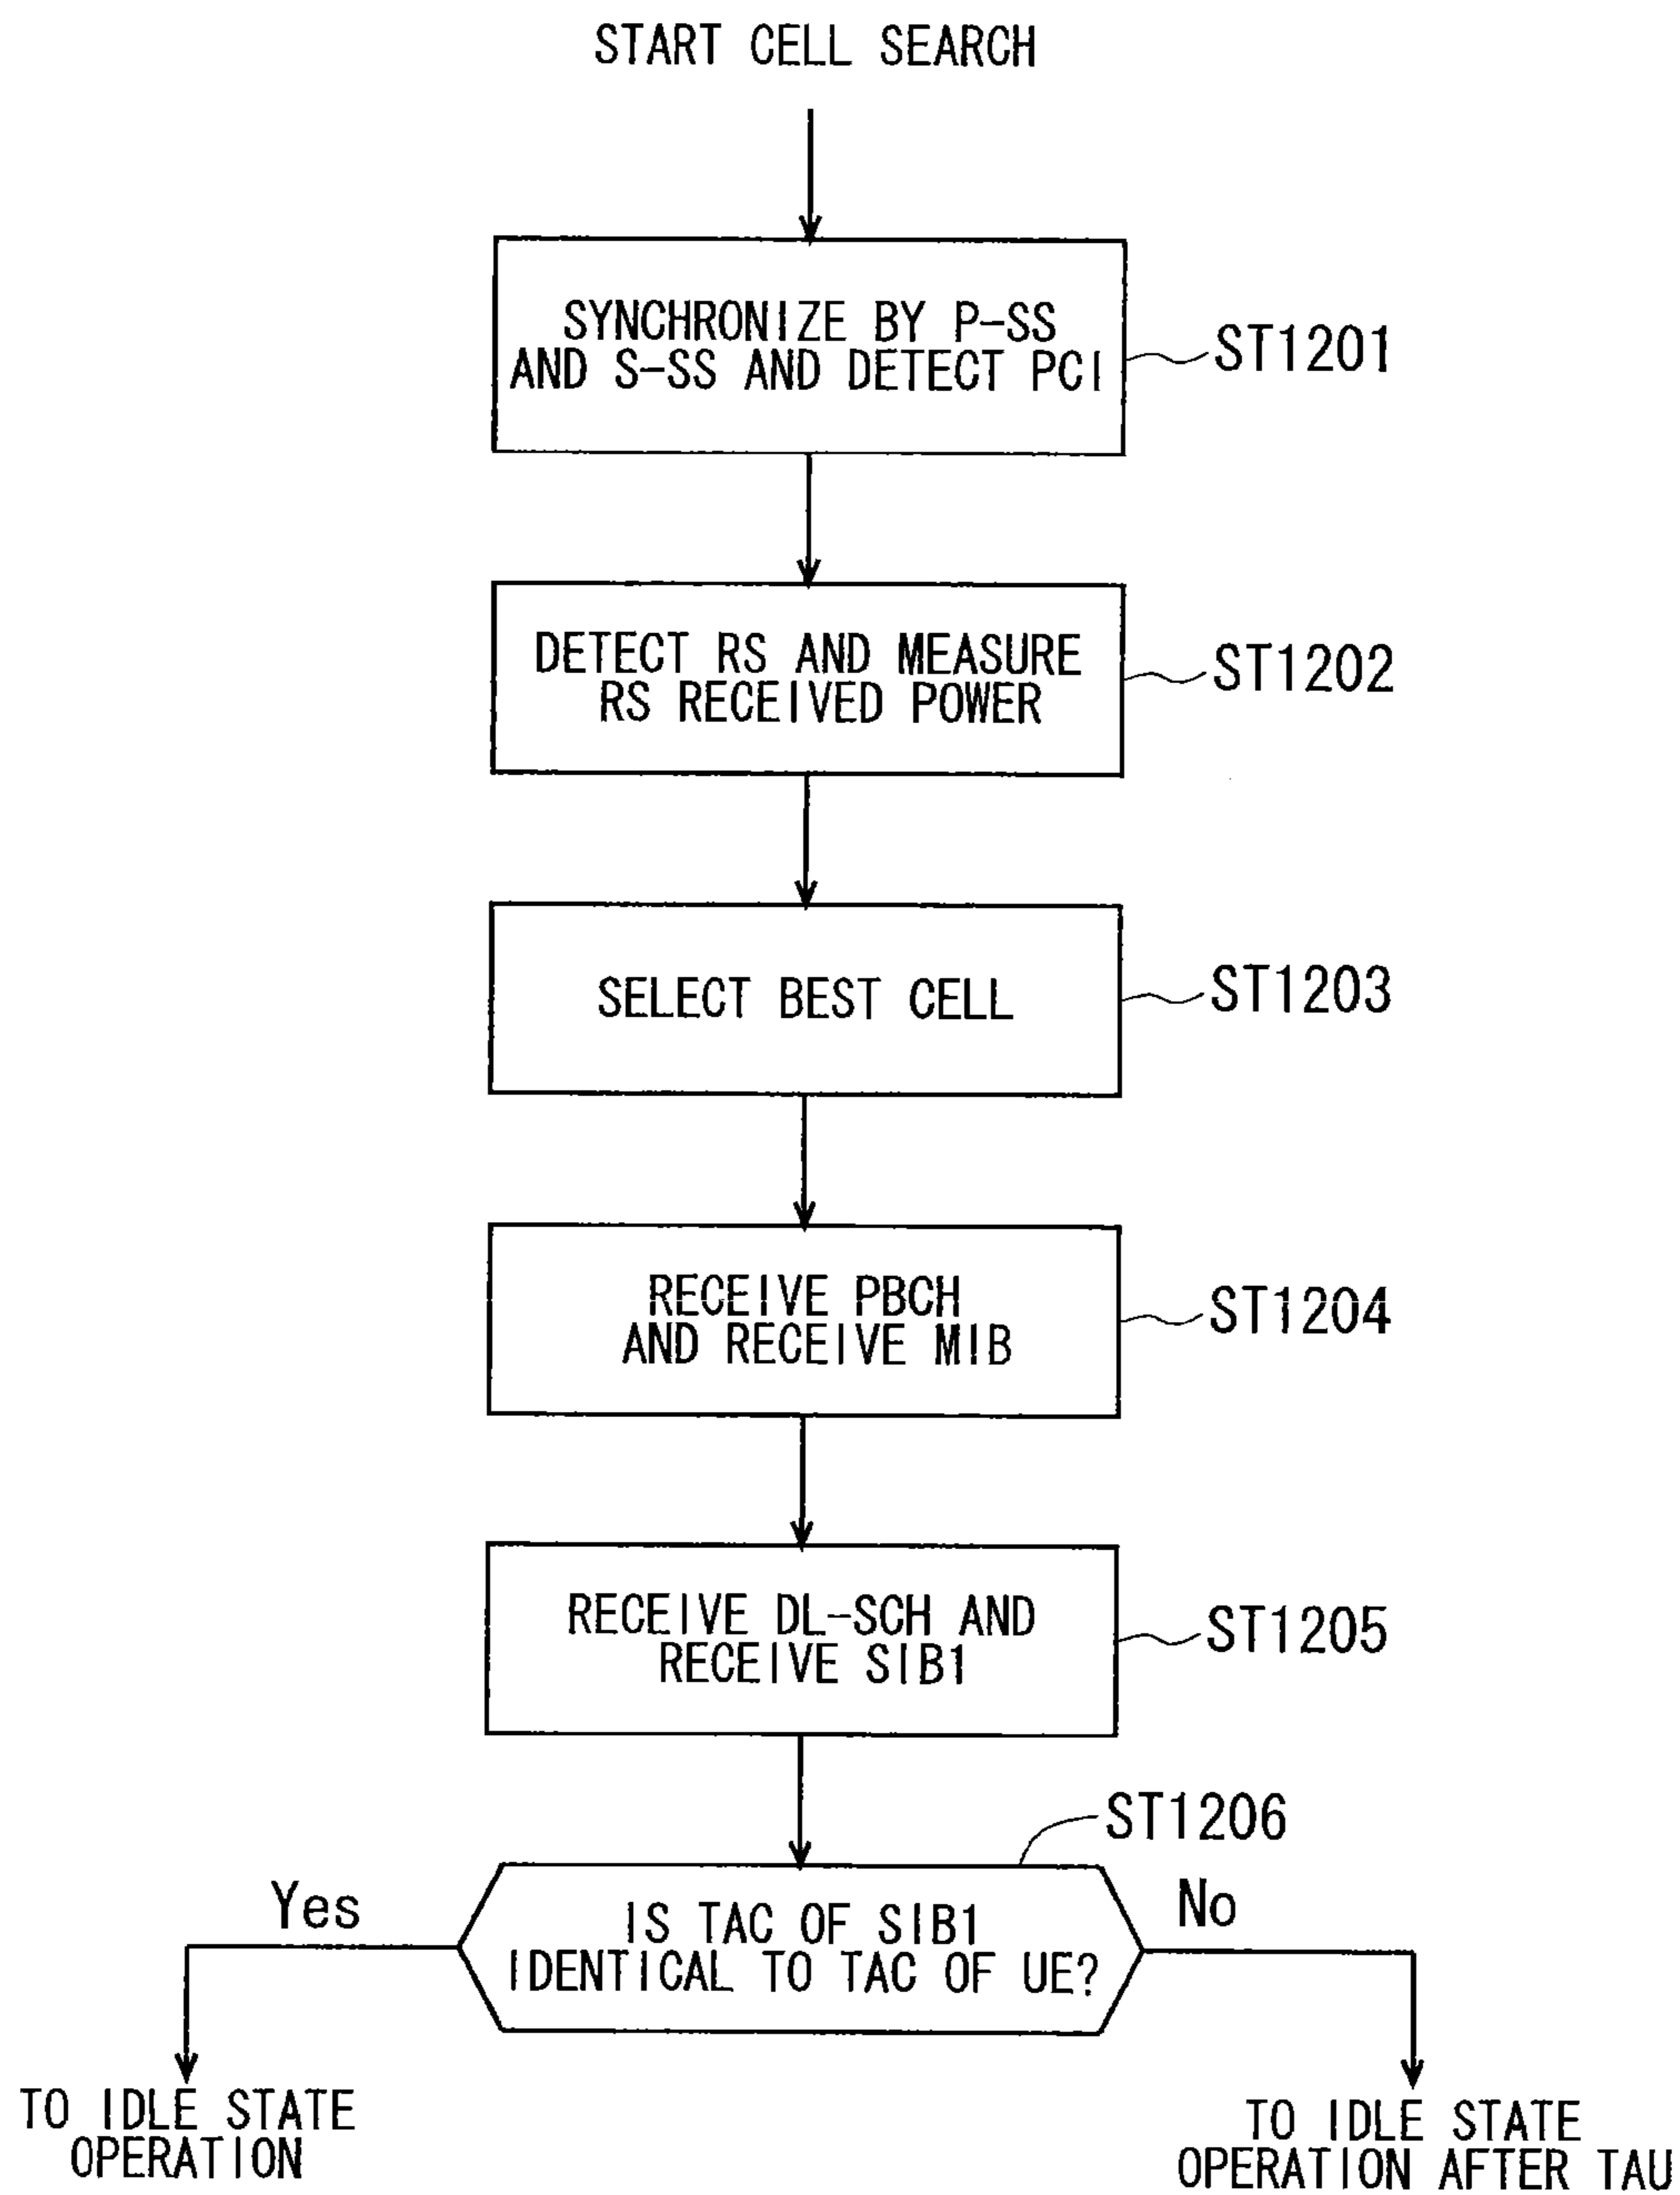 START CELL SEARCH
SYNCHRONIZE BY P-SS
AND S-SS AND DETECT PCI
ST1201
DETECT RS AND MEASURE
RS RECEIVED POWER
ST1202
SELECT BEST CELL
ST1203
RECEIVE PBCH
AND RECEIVE MIB
ST1204
RECEIVE DL-SCH AND
RECEIVE SIB1
ST1205
ST1206
Yes
IS TAC OF SIB1
IDENTICAL TO TAC OF UE?
No
TO IDLE STATE
OPERATION
TO IDLE STATE
OPERATION AFTER TAU